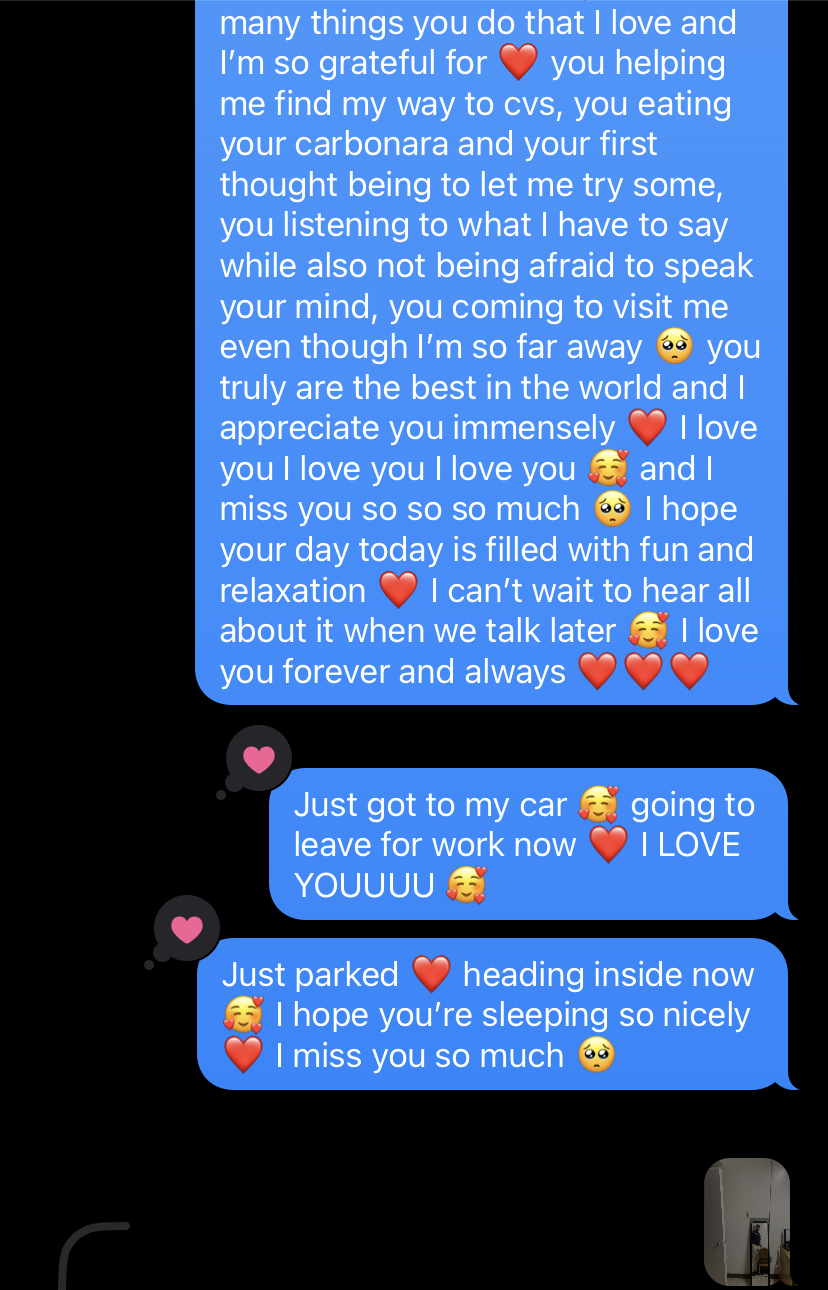 many things you do that I love and
I'm so grateful for ❤️ you helping
me find my way to cvs, you eating
your carbonara and your first
thought being to let me try some,
you listening to what I have to say
while also not being afraid to speak
your mind, you coming to visit me
even though I'm so far away 🥺 you
truly are the best in the world and I
appreciate you immensely ❤️ I love
you I love you I love you 🥰 and I
miss you so so so much 🥺 I hope
your day today is filled with fun and
relaxation ❤️ I can't wait to hear all
about it when we talk later 🥰 I love
you forever and always ❤️❤️❤️
Just got to my car 🥰 going to
leave for work now ❤️ I LOVE
YOUUUU 🥰
Just parked ❤️ heading inside now
🥰 I hope you're sleeping so nicely
❤️ I miss you so much 🥺